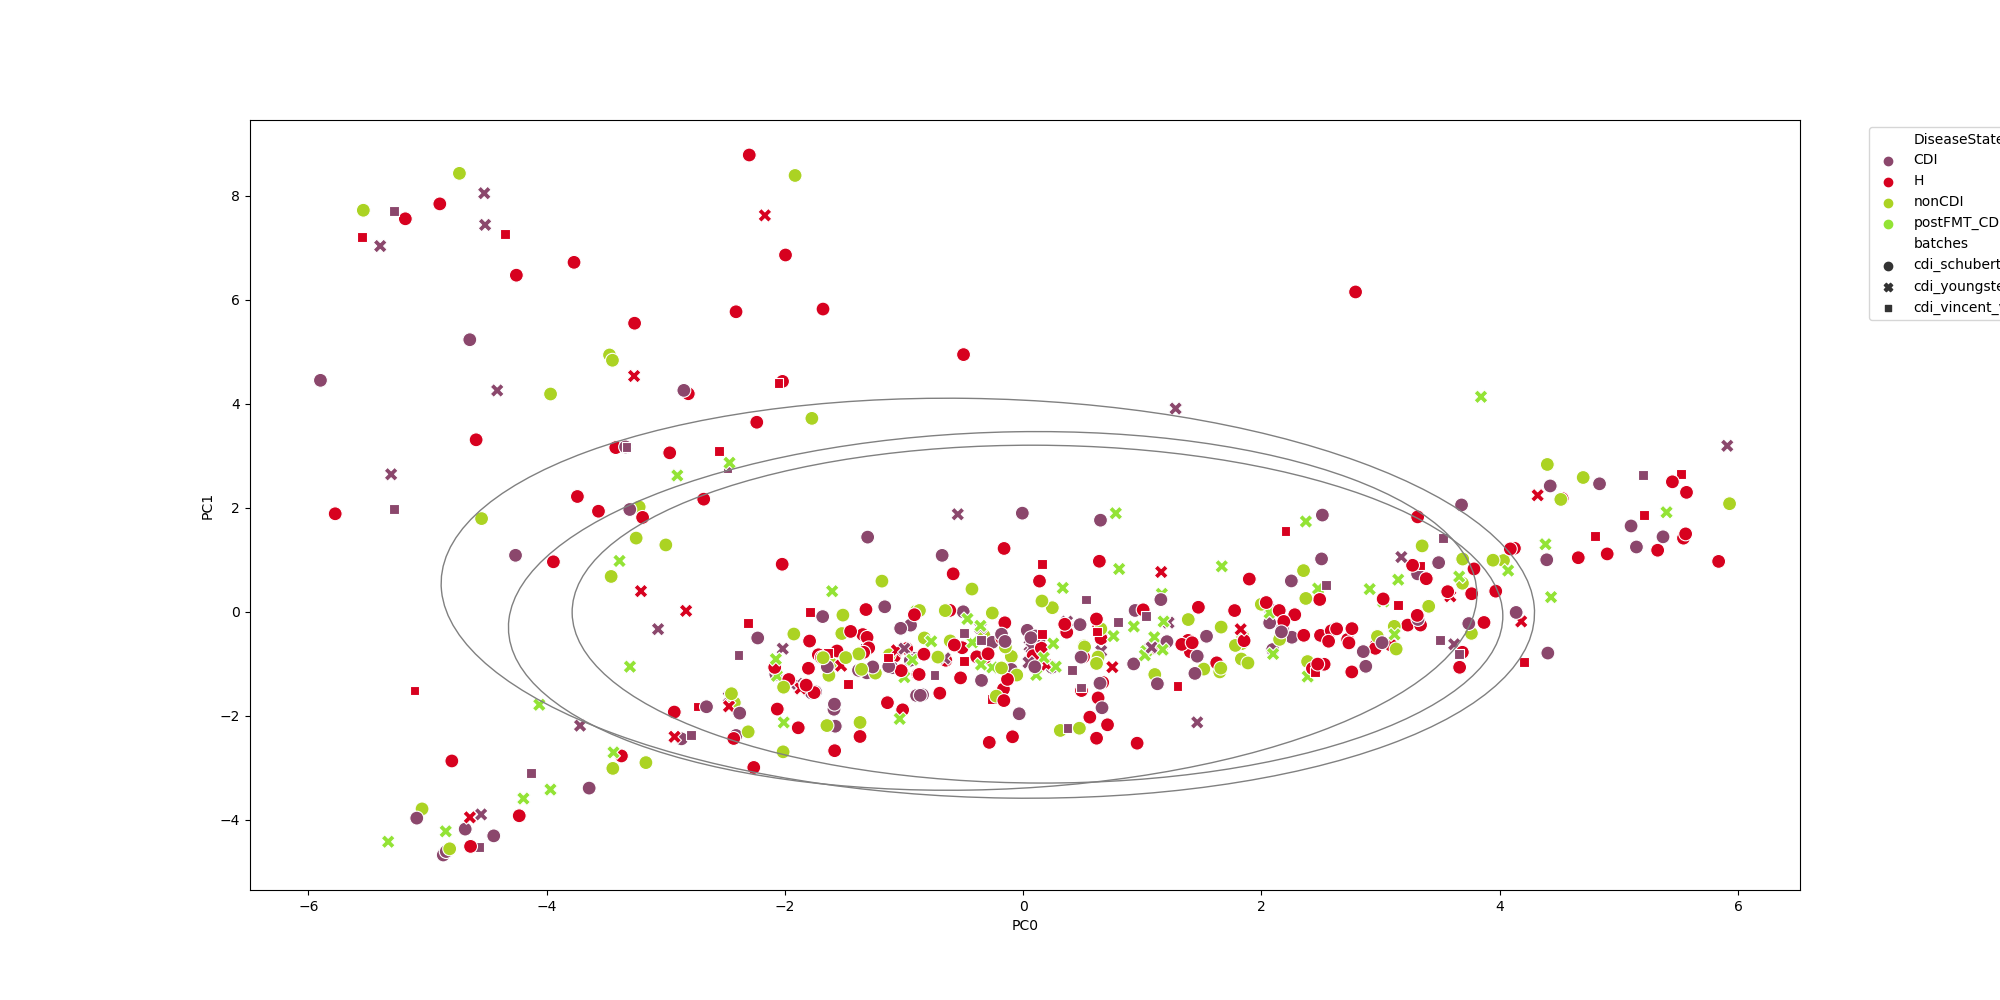 8
6
4
2
0
−2
−4
PC1
−6
−4
−2
0
2
4
6
PC0
DiseaseState
CDI
H
nonCDI
postFMT_CD
batches
cdi_schubert
cdi_youngste
cdi_vincent_